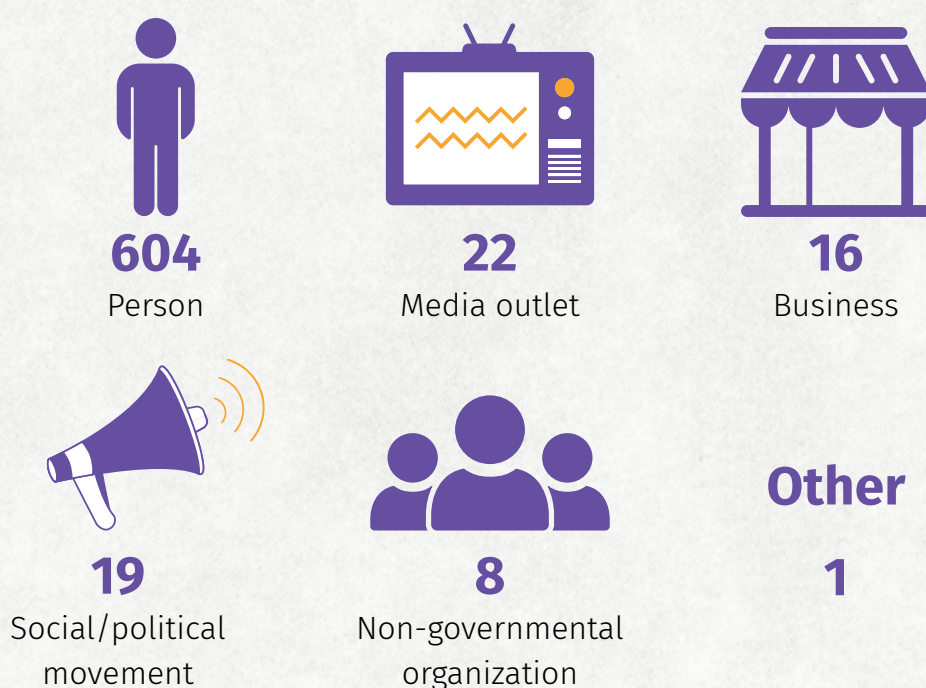 604
Person
22
Media outlet
16
Business
19
Social/political
movement
8
Non-governmental
organization
Other
1